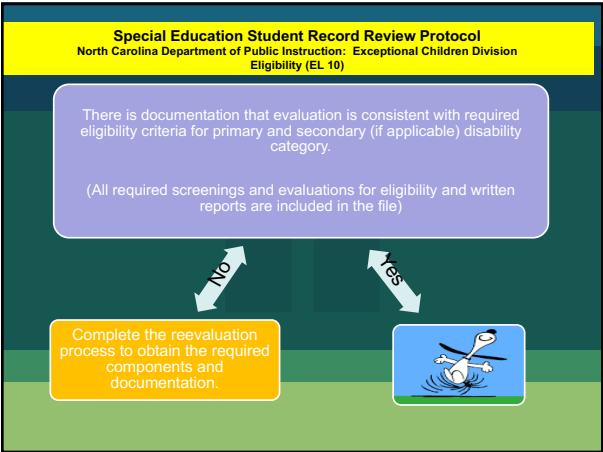 Special Education Student Record Review Protocol
North Carolina Department of Public Instruction: Exceptional Children Division
Eligibility (EL 10)
There is documentation that evaluation is consistent with required
eligibility criteria for primary and secondary (if applicable) disability
category.
(All required screenings and evaluations for eligibility and written
reports are included in the file)
No
Yes
Complete the reevaluation
process to obtain the required
components and
documentation.